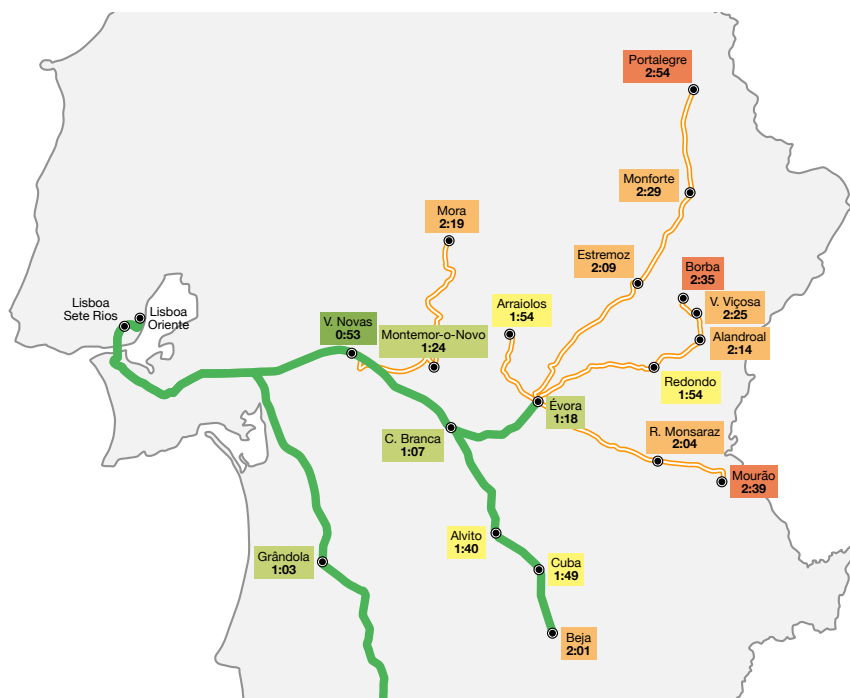 Portalegre
2:54
Monforte
2:29
Mora
2:19
Estremoz
2:09
Borba
2:35
Lisboa
Sete Rios
Lisboa
Oriente
Arraiolos
1:54
V. Viçosa
2:25
V. Novas
0:53
Montemor-o-Novo
1:24
Alandroal
2:14
Redondo
1:54
Évora
1:18
C. Branca
1:07
R. Monsaraz
2:04
Mourão
2:39
Alvito
1:40
Grândola
1:03
Cuba
1:49
Beja
2:01